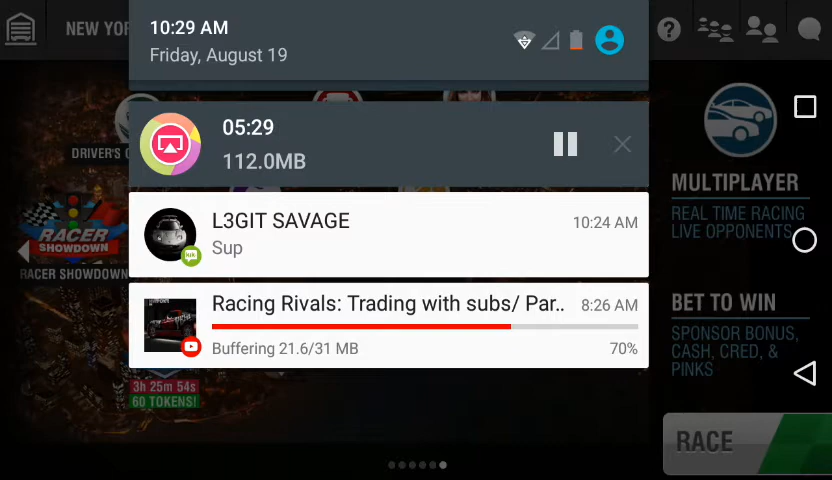 10:29 AM
Friday, August 19
NEW YOR
05:29
112.0MB
L3GIT SAVAGE
10:24 AM
Sup
kik
Racing Rivals: Trading with subs/ Par..
8:26 AM
Buffering 21.6/31 MB
70%
DRIVER'S
RACER
SHOWDOWN
RACER SHOWDOWN
3h 25m 54s
60 TOKENS!
MULTIPLAYER
REAL TIME RACING
LIVE OPPONENTS
BET TO WIN
SPONSOR BONUS,
CASH, CRED, &
PINKS
RACE